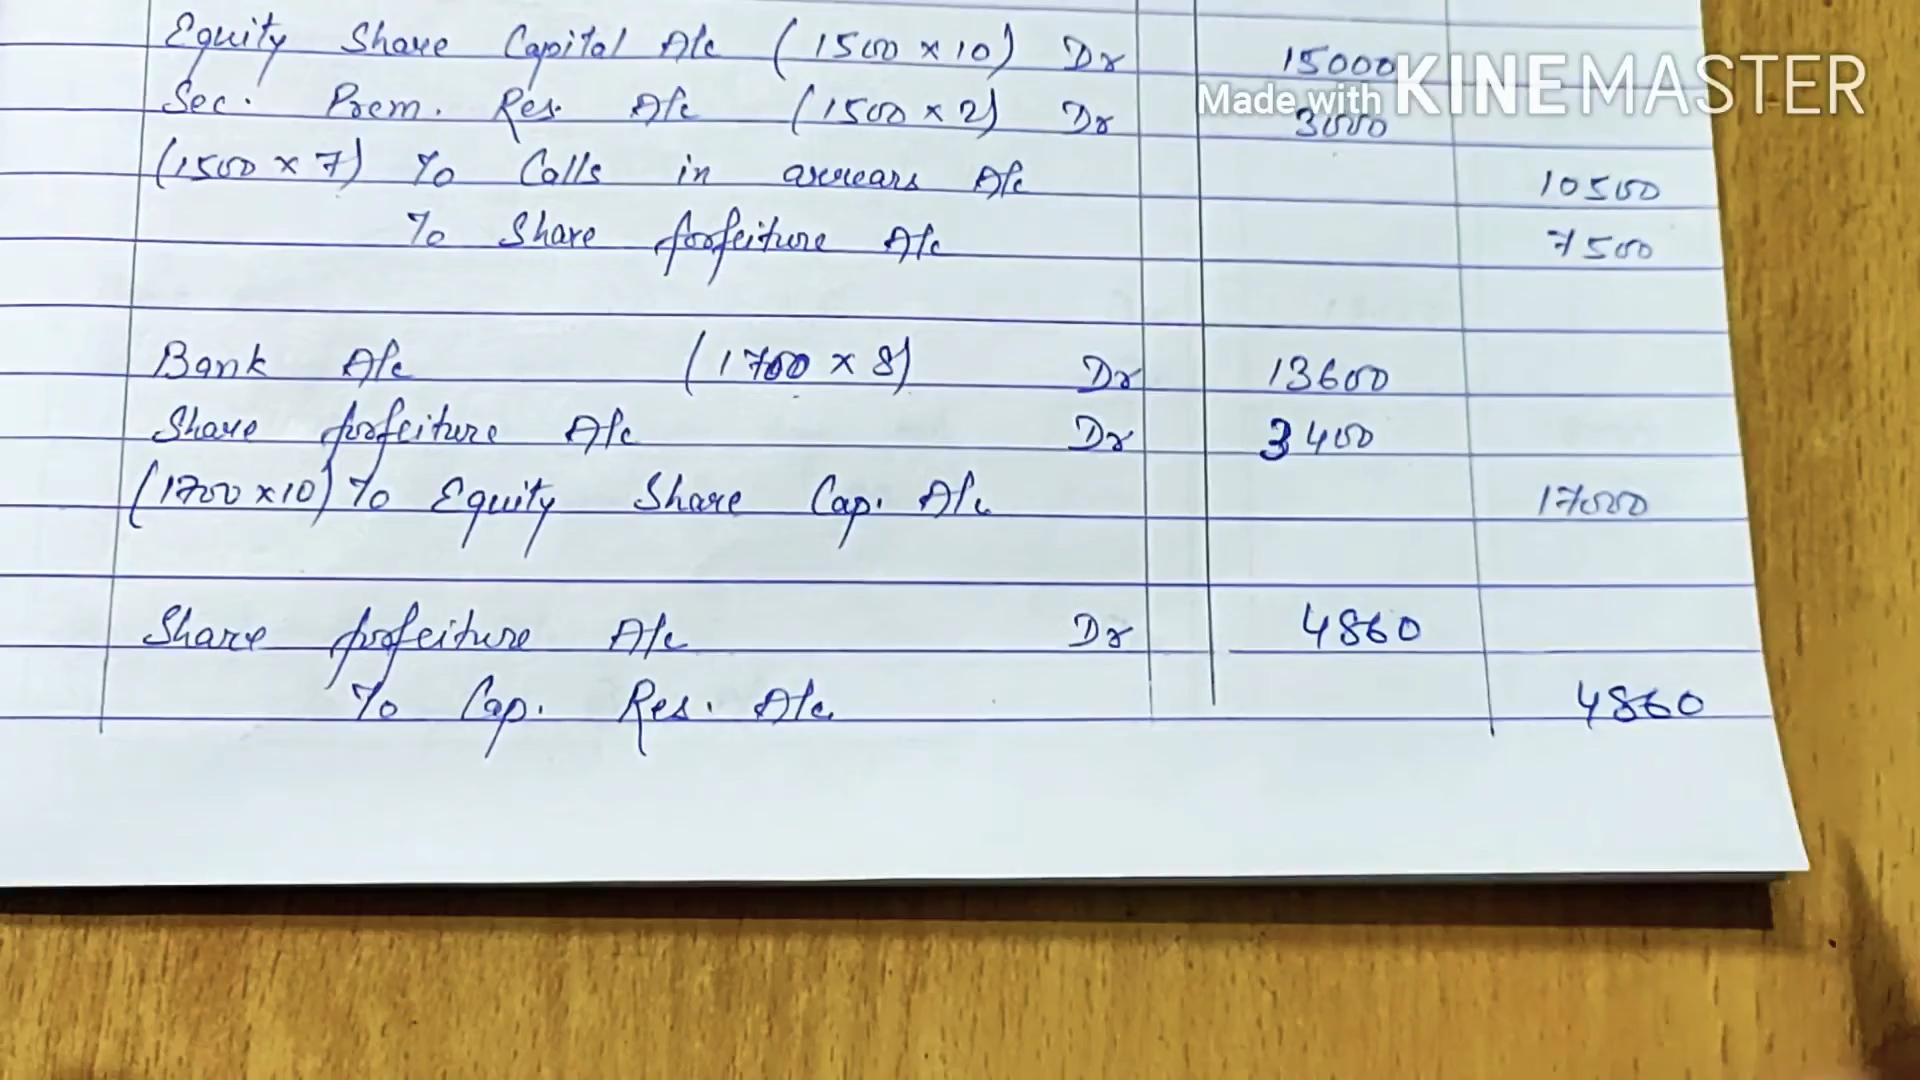 Equity Share Capital A/c (1500 × 10) Dr 15000
Made with KINEMASTER
Sec. Prem. Res. A/c (1500 × 2) Dr 3000
(1500 × 7) To Calls in arrears A/c 10500
To Share forfeiture A/c 7500
Bank A/c (1700 × 8) Dr 13600
Share forfeiture A/c Dr 3400
(1700 × 10) To Equity Share Cap. A/c 17000
Share forfeiture A/c Dr 4860
To Cap. Res. A/c 4860